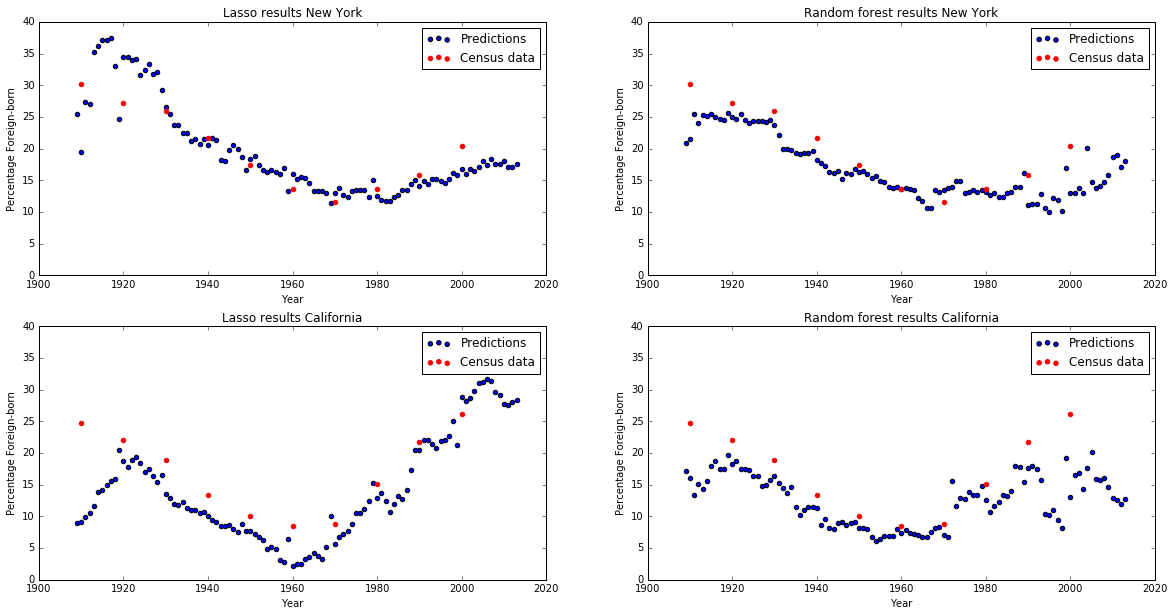 Lasso results New York
Percentage Foreign-born
40
35
30
25
20
15
10
5
0
Predictions
Census data
1900 1920 1940 1960 1980 2000 2020
Year
Random forest results New York
Percentage Foreign-born
40
35
30
25
20
15
10
5
0
Predictions
Census data
1900 1920 1940 1960 1980 2000 2020
Year
Lasso results California
Percentage Foreign-born
40
35
30
25
20
15
10
5
0
Predictions
Census data
1900 1920 1940 1960 1980 2000 2020
Year
Random forest results California
Percentage Foreign-born
40
35
30
25
20
15
10
5
0
Predictions
Census data
1900 1920 1940 1960 1980 2000 2020
Year